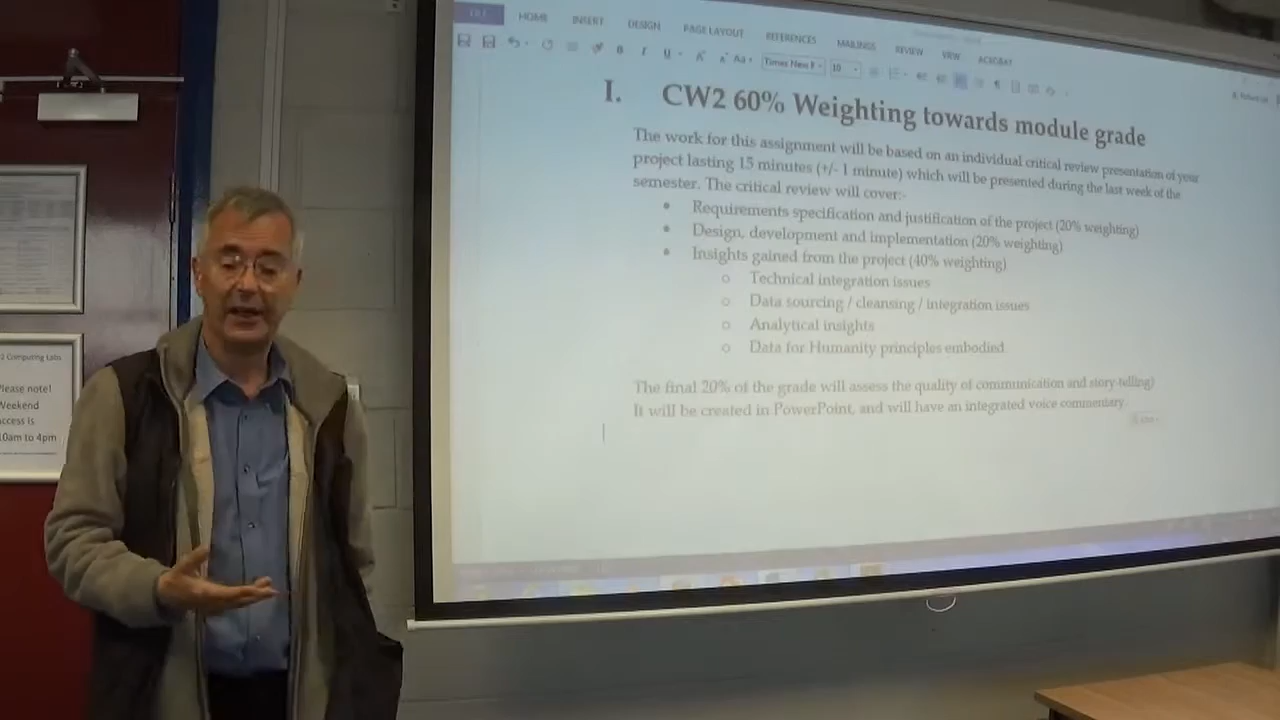 HOME INSERT DESIGN PAGE LAYOUT REFERENCES MAILINGS REVIEW VIEW ACROBAT
Times New R 10
I. CW2 60% Weighting towards module grade
The work for this assignment will be based on an individual critical review presentation of your
project lasting 15 minutes (+/- 1 minute) which will be presented during the last week of the
semester. The critical review will cover:-
• Requirements specification and justification of the project (20% weighting)
• Design, development and implementation (20% weighting)
• Insights gained from the project (40% weighting)
o Technical integration issues
o Data sourcing / cleansing / integration issues
o Analytical insights
o Data for Humanity principles embodied
The final 20% of the grade will assess the quality of communication and story-telling)
It will be created in PowerPoint, and will have an integrated voice commentary.
Computing Labs
Please note!
Weekend
access is
10am to 4pm